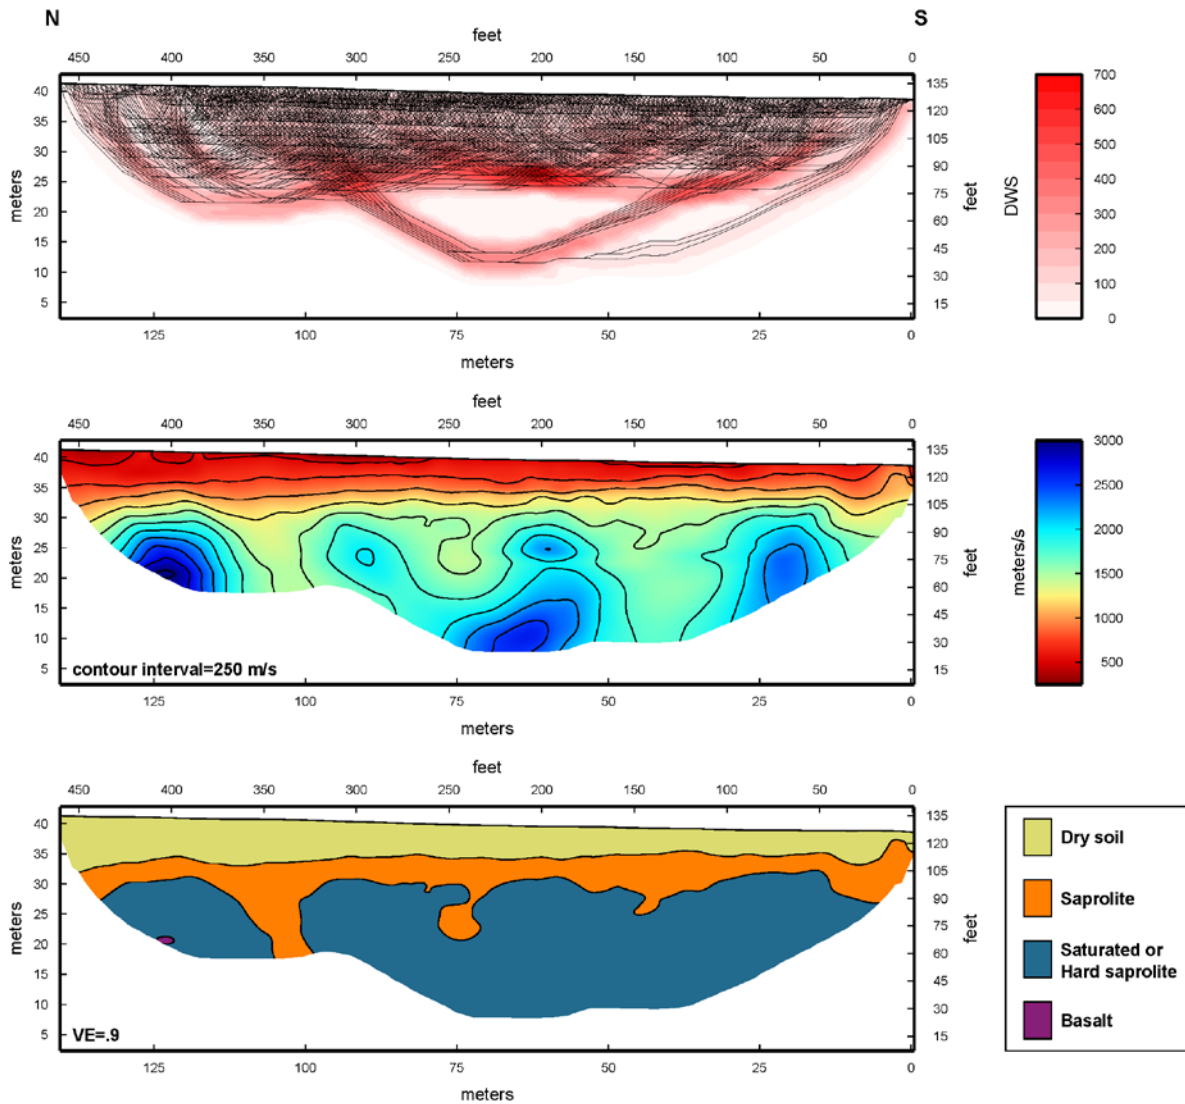 N S
feet
450 400 350 300 250 200 150 100 50 0
40 35 30 25 20 15 10 5
meters
135 120 105 90 75 60 45 30 15
feet
125 100 75 50 25 0
meters
DWS
700 600 500 400 300 200 100 0
feet
450 400 350 300 250 200 150 100 50 0
40 35 30 25 20 15 10 5
meters
135 120 105 90 75 60 45 30 15
feet
contour interval=250 m/s
125 100 75 50 25 0
meters
meters/s
3000 2500 2000 1500 1000 500
feet
450 400 350 300 250 200 150 100 50 0
40 35 30 25 20 15 10 5
meters
135 120 105 90 75 60 45 30 15
feet
VE=.9
125 100 75 50 25 0
meters
Dry soil
Saprolite
Saturated or
Hard saprolite
Basalt